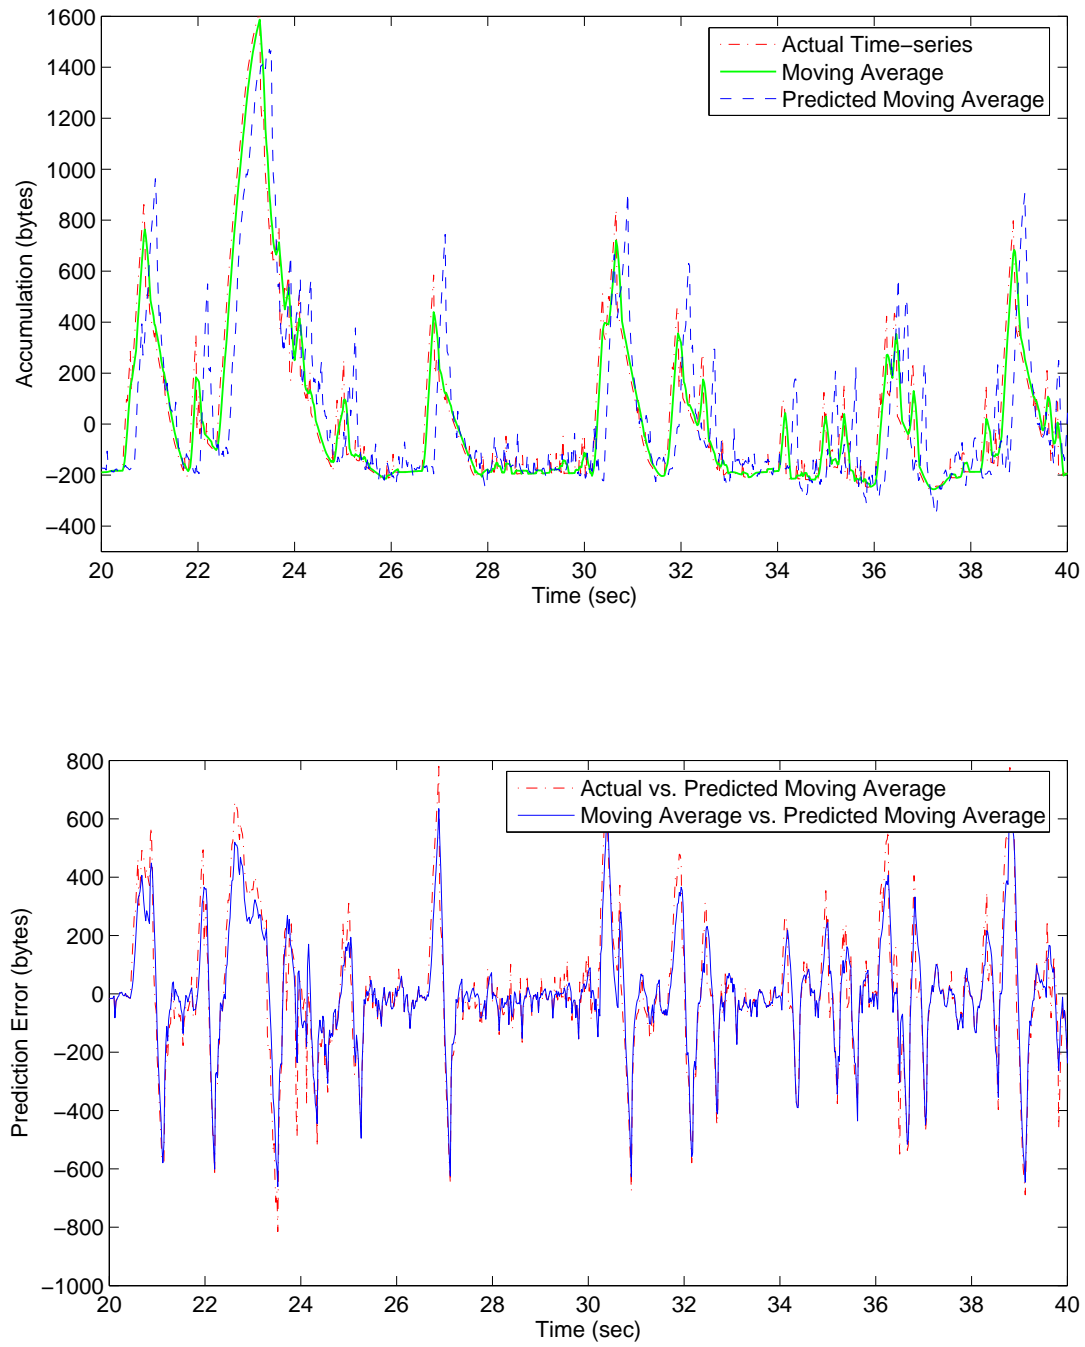 1600
1400
1200
1000
800
600
400
200
0
−200
−400
Accumulation (bytes)
Actual Time−series
Moving Average
Predicted Moving Average
20 22 24 26 28 30 32 34 36 38 40
Time (sec)
800
600
400
200
0
−200
−400
−600
−800
−1000
Prediction Error (bytes)
Actual vs. Predicted Moving Average
Moving Average vs. Predicted Moving Average
20 22 24 26 28 30 32 34 36 38 40
Time (sec)